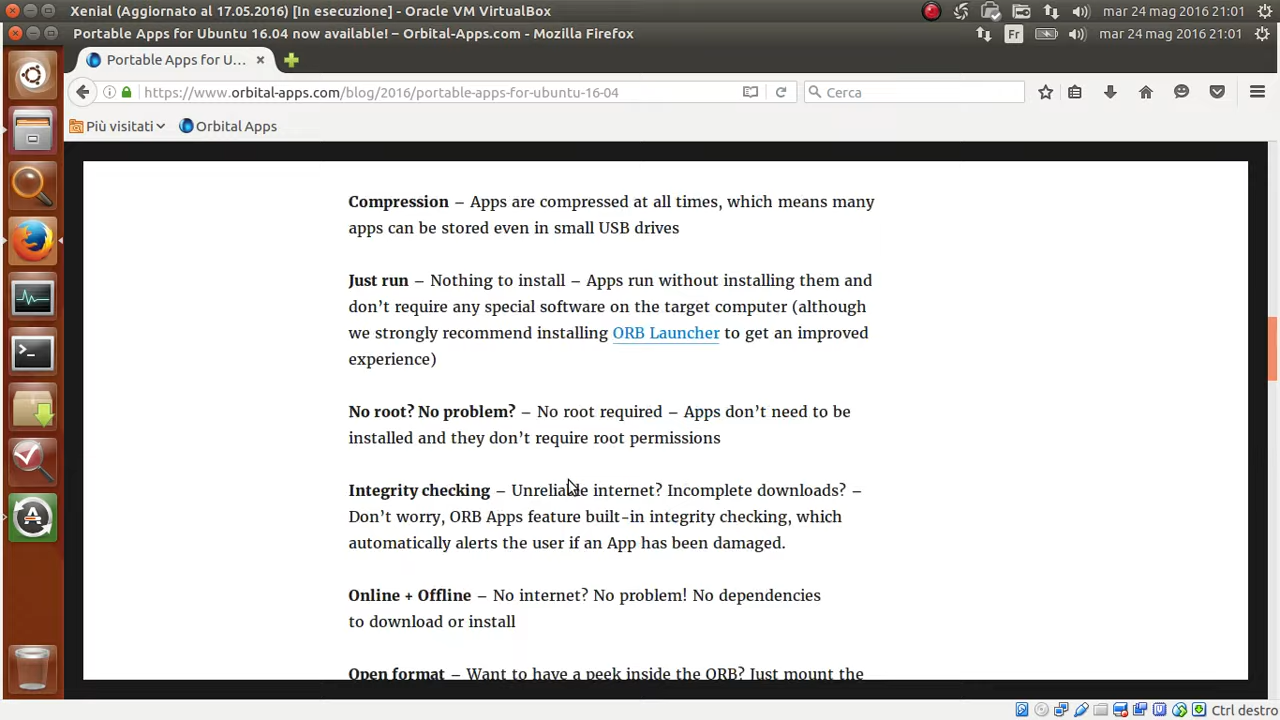 Xenial (Aggiornato al 17.05.2016) [In esecuzione] - Oracle VM VirtualBox
mar 24 mag 2016 21:01
Portable Apps for Ubuntu 16.04 now available! – Orbital-Apps.com - Mozilla Firefox
Fr
mar 24 mag 2016 21:01
Portable Apps for U...
https://www.orbital-apps.com/blog/2016/portable-apps-for-ubuntu-16-04
Cerca
Più visitati
Orbital Apps
Compression – Apps are compressed at all times, which means many
apps can be stored even in small USB drives
Just run – Nothing to install – Apps run without installing them and
don’t require any special software on the target computer (although
we strongly recommend installing ORB Launcher to get an improved
experience)
No root? No problem? – No root required – Apps don’t need to be
installed and they don’t require root permissions
Integrity checking – Unreliable internet? Incomplete downloads? –
Don’t worry, ORB Apps feature built-in integrity checking, which
automatically alerts the user if an App has been damaged.
Online + Offline – No internet? No problem! No dependencies
to download or install
Open format – Want to have a peek inside the ORB? Just mount the
Ctrl destro